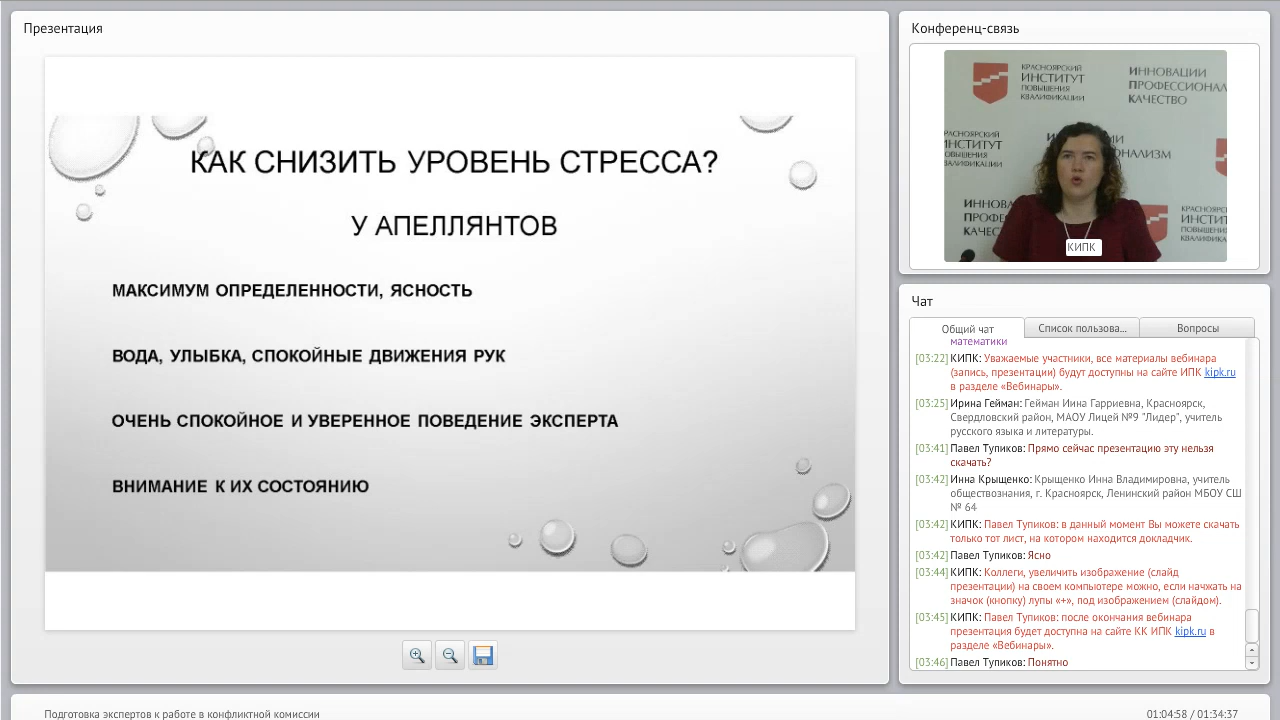 Презентация
КАК СНИЗИТЬ УРОВЕНЬ СТРЕССА?
У АПЕЛЛЯНТОВ
МАКСИМУМ ОПРЕДЕЛЕННОСТИ, ЯСНОСТЬ
ВОДА, УЛЫБКА, СПОКОЙНЫЕ ДВИЖЕНИЯ РУК
ОЧЕНЬ СПОКОЙНОЕ И УВЕРЕННОЕ ПОВЕДЕНИЕ ЭКСПЕРТА
ВНИМАНИЕ К ИХ СОСТОЯНИЮ
Конференц-связь
КРАСНОЯРСКИЙ
ИНСТИТУТ
ПОВЫШЕНИЯ
КВАЛИФИКАЦИИ
ИННОВАЦИИ
ПРОФЕССИОНАЛ
КАЧЕСТВО
КИПК
Чат
Общий чат
Список пользова...
Вопросы
математики
[03:22] КИПК: Уважаемые участники, все материалы вебинара
(запись, презентации) будут доступны на сайте ИПК kipk.ru
в разделе «Вебинары».
[03:25] Ирина Гейман: Гейман Иина Гарриевна, Красноярск,
Свердловский район, МАОУ Лицей №9 "Лидер", учитель
русского языка и литературы.
[03:41] Павел Тупиков: Прямо сейчас презентацию эту нельзя
скачать?
[03:42] Инна Крыщенко: Крыщенко Инна Владимировна, учитель
обществознания, г. Красноярск, Ленинский район МБОУ СШ
№ 64
[03:42] КИПК: Павел Тупиков: в данный момент Вы можете скачать
только тот лист, на котором находится докладчик.
[03:42] Павел Тупиков: Ясно
[03:44] КИПК: Коллеги, увеличить изображение (слайд
презентации) на своем компьютере можно, если начжать на
значок (кнопку) лупы «+», под изображением (слайдом).
[03:45] КИПК: Павел Тупиков: после окончания вебинара
презентация будет доступна на сайте КК ИПК kipk.ru в
разделе «Вебинары».
[03:46] Павел Тупиков: Понятно
Подготовка экспертов к работе в конфликтной комиссии
01:04:58 / 01:34:37